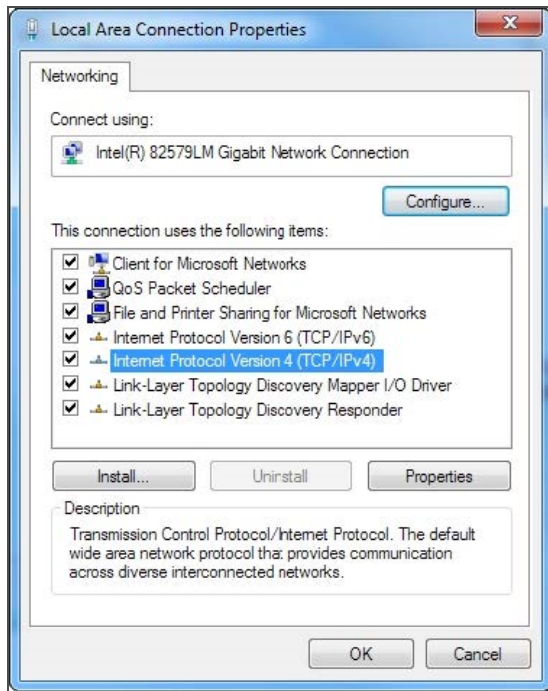 Local Area Connection Properties
Networking
Connect using:
Intel(R) 82579LM Gigabit Network Connection
Configure...
This connection uses the following items:
Client for Microsoft Networks
QoS Packet Scheduler
File and Printer Sharing for Microsoft Networks
Internet Protocol Version 6 (TCP/IPv6)
Internet Protocol Version 4 (TCP/IPv4)
Link-Layer Topology Discovery Mapper I/O Driver
Link-Layer Topology Discovery Responder
Install... Uninstall Properties
Description
Transmission Control Protocol/Internet Protocol. The default
wide area network protocol that provides communication
across diverse interconnected networks.
OK Cancel